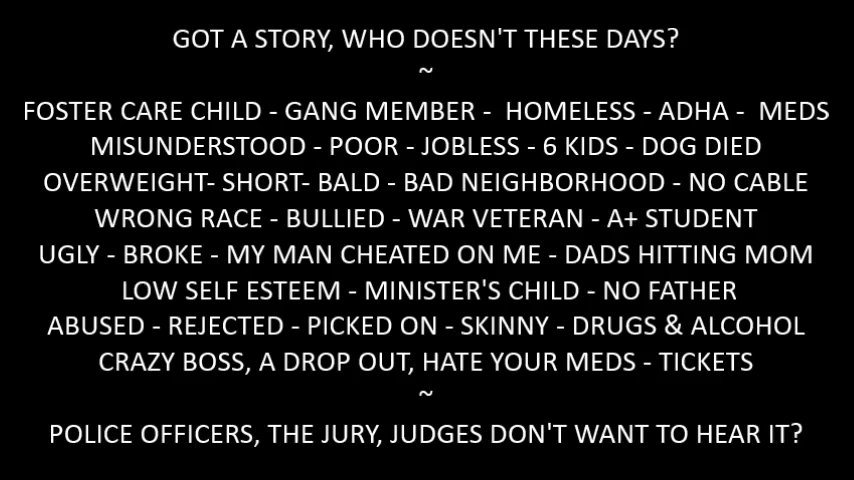 GOT A STORY, WHO DOESN'T THESE DAYS?
~
FOSTER CARE CHILD - GANG MEMBER -  HOMELESS - ADHA -  MEDS
MISUNDERSTOOD - POOR - JOBLESS - 6 KIDS - DOG DIED
OVERWEIGHT- SHORT- BALD - BAD NEIGHBORHOOD - NO CABLE
WRONG RACE - BULLIED - WAR VETERAN - A+ STUDENT
UGLY - BROKE - MY MAN CHEATED ON ME - DADS HITTING MOM
LOW SELF ESTEEM - MINISTER'S CHILD - NO FATHER
ABUSED - REJECTED - PICKED ON - SKINNY - DRUGS & ALCOHOL
CRAZY BOSS, A DROP OUT, HATE YOUR MEDS - TICKETS
~
POLICE OFFICERS, THE JURY, JUDGES DON'T WANT TO HEAR IT?